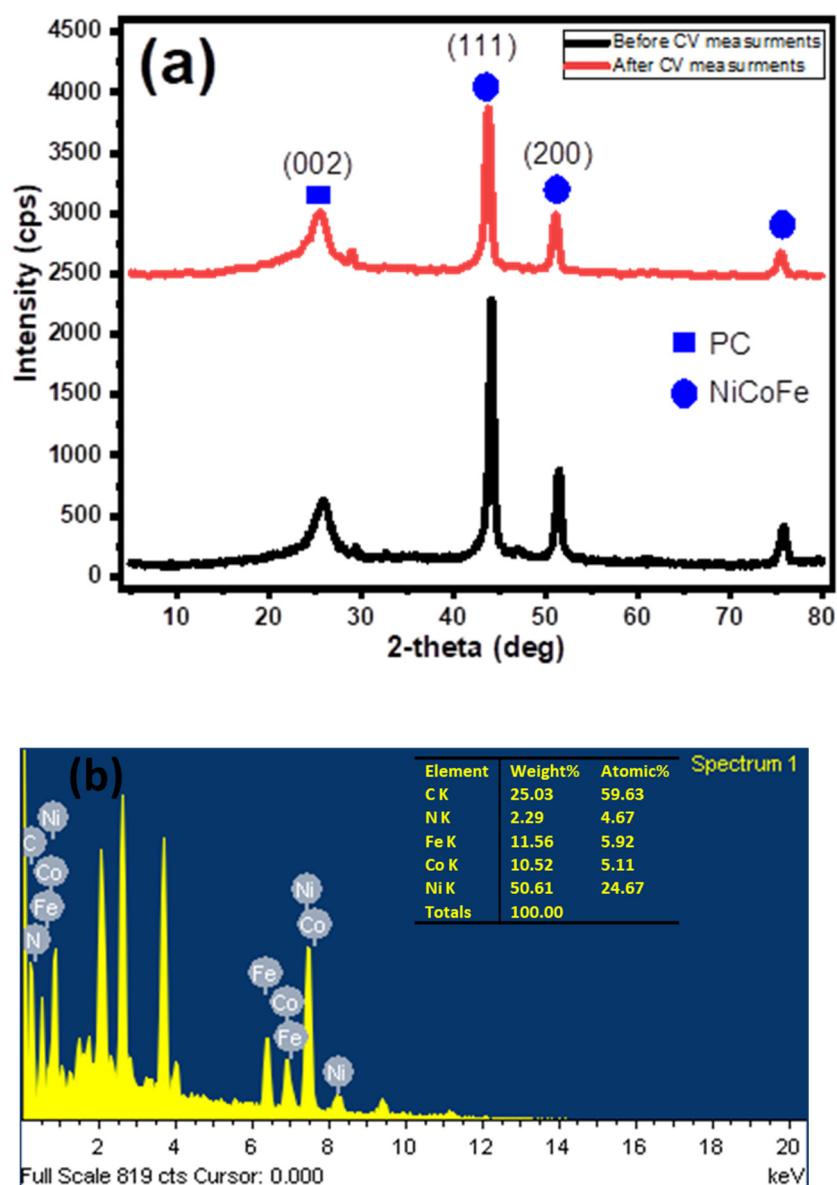 (a)
Before CV measurments
After CV measurments
(111)
(002)
(200)
PC
NiCoFe
Intensity (cps)
4500
4000
3500
3000
2500
2000
1500
1000
500
0
10 20 30 40 50 60 70 80
2-theta (deg)
(b)
Spectrum 1
Element Weight% Atomic%
C K 25.03 59.63
N K 2.29 4.67
Fe K 11.56 5.92
Co K 10.52 5.11
Ni K 50.61 24.67
Totals 100.00
Ni
C
Co
Fe
N
Ni
Co
Fe
Co
Fe
Ni
2 4 6 8 10 12 14 16 18 20
Full Scale 819 cts Cursor: 0.000 keV